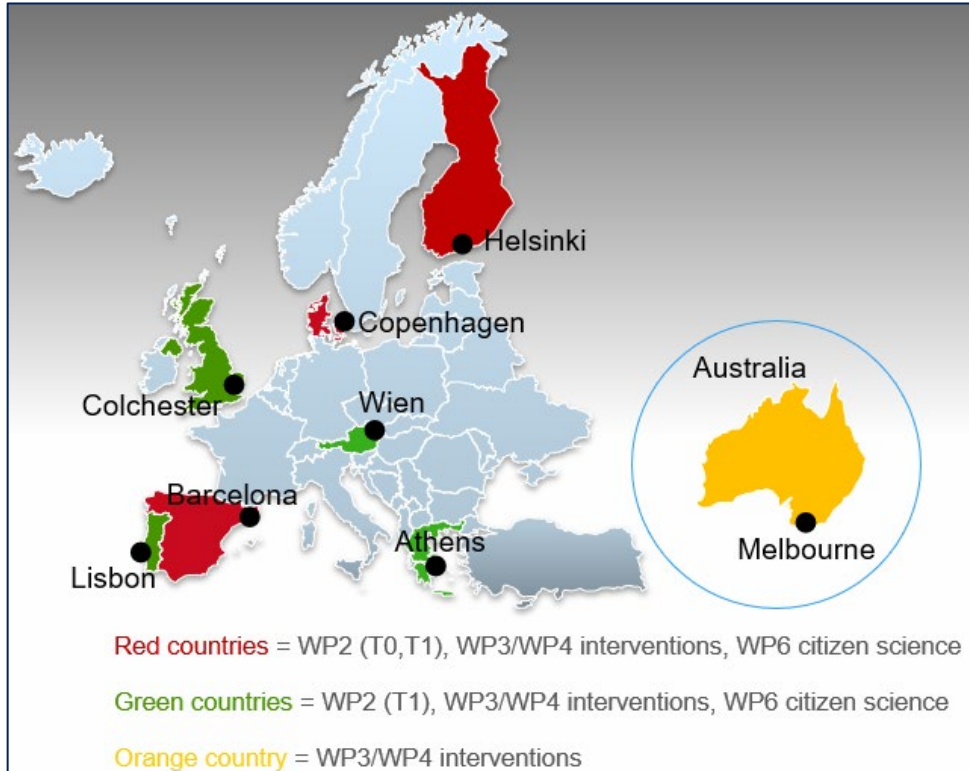 Helsinki
Copenhagen
Colchester
Wien
Barcelona
Athens
Lisbon
Australia
Melbourne
Red countries = WP2 (T0,T1), WP3/WP4 interventions, WP6 citizen science
Green countries = WP2 (T1), WP3/WP4 interventions, WP6 citizen science
Orange country = WP3/WP4 interventions